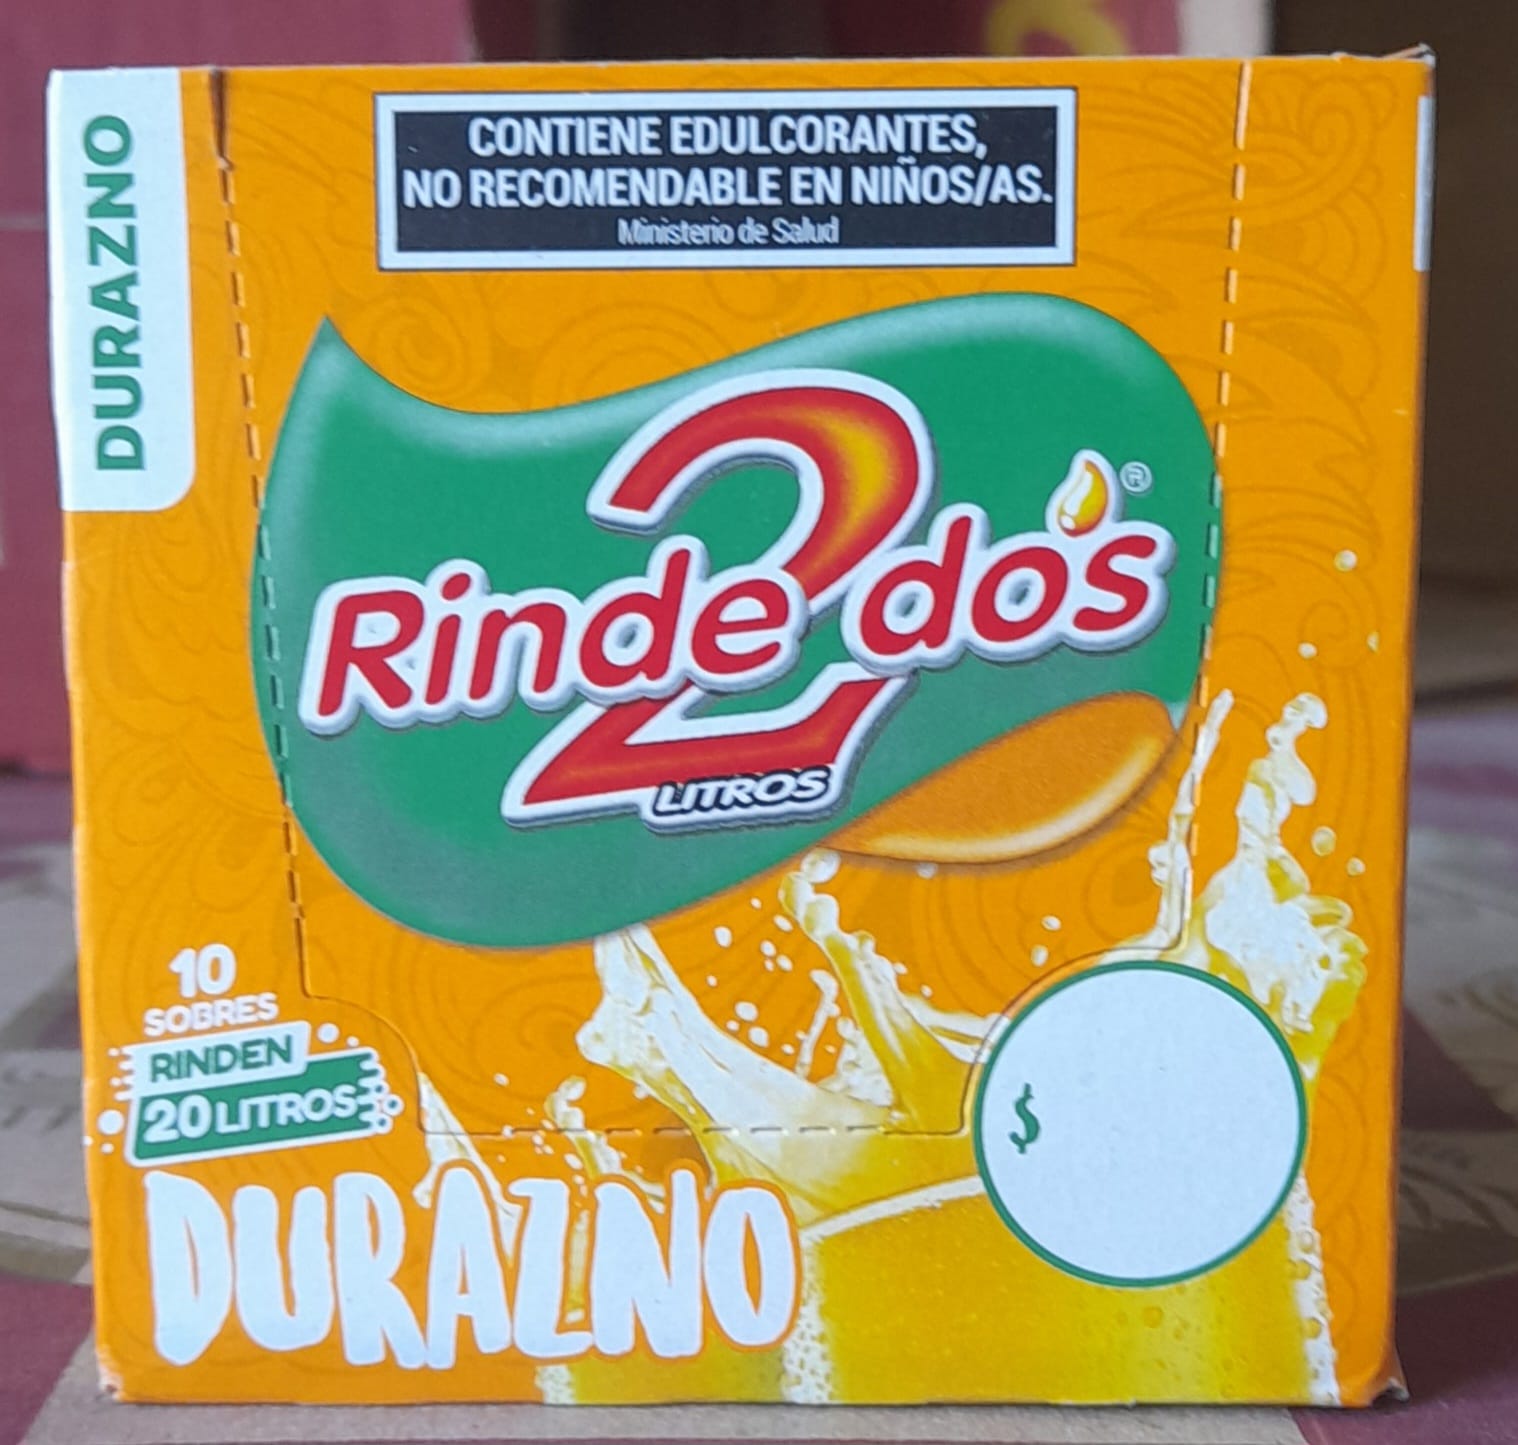 DURAZNO
CONTIENE EDULCORANTES,
NO RECOMENDABLE EN NIÑOS/AS.
Ministerio de Salud
2
Rinde dos®
LITROS
10
SOBRES
RINDEN
20 LITROS
$
DURAZNO